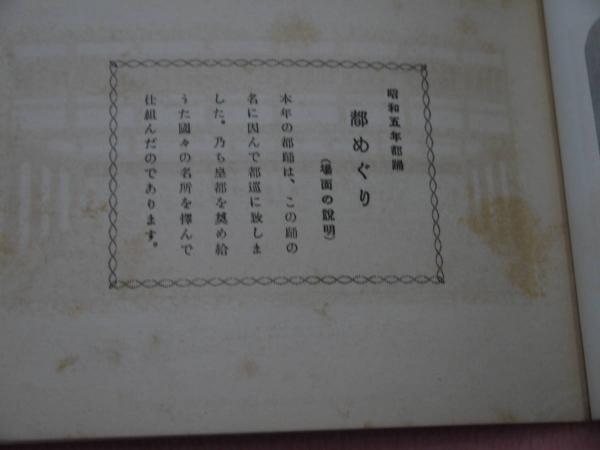 昭和五年都踊
都めぐり
(場面の説明)
本年の都踊は、この踊の
名に因んで都巡に致しま
した。乃ち皇都を奠め給
うた國々の名所を擇んで
仕組んだのであります。